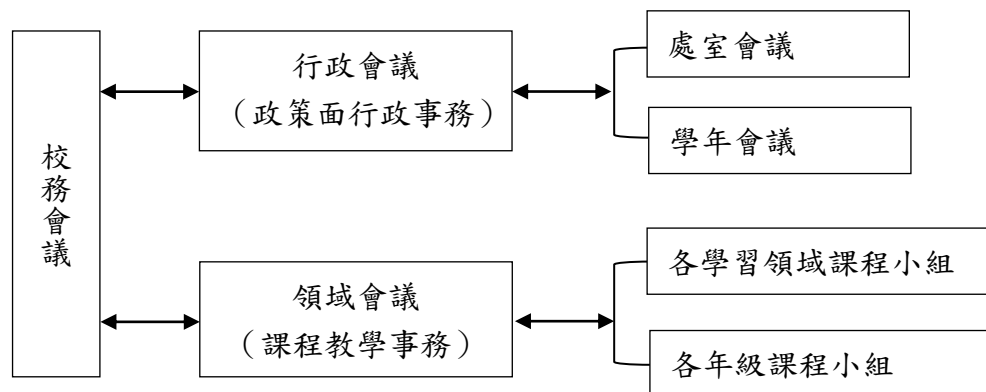 校務會議
行政會議
（政策面行政事務）
處室會議
學年會議
領域會議
（課程教學事務）
各學習領域課程小組
各年級課程小組